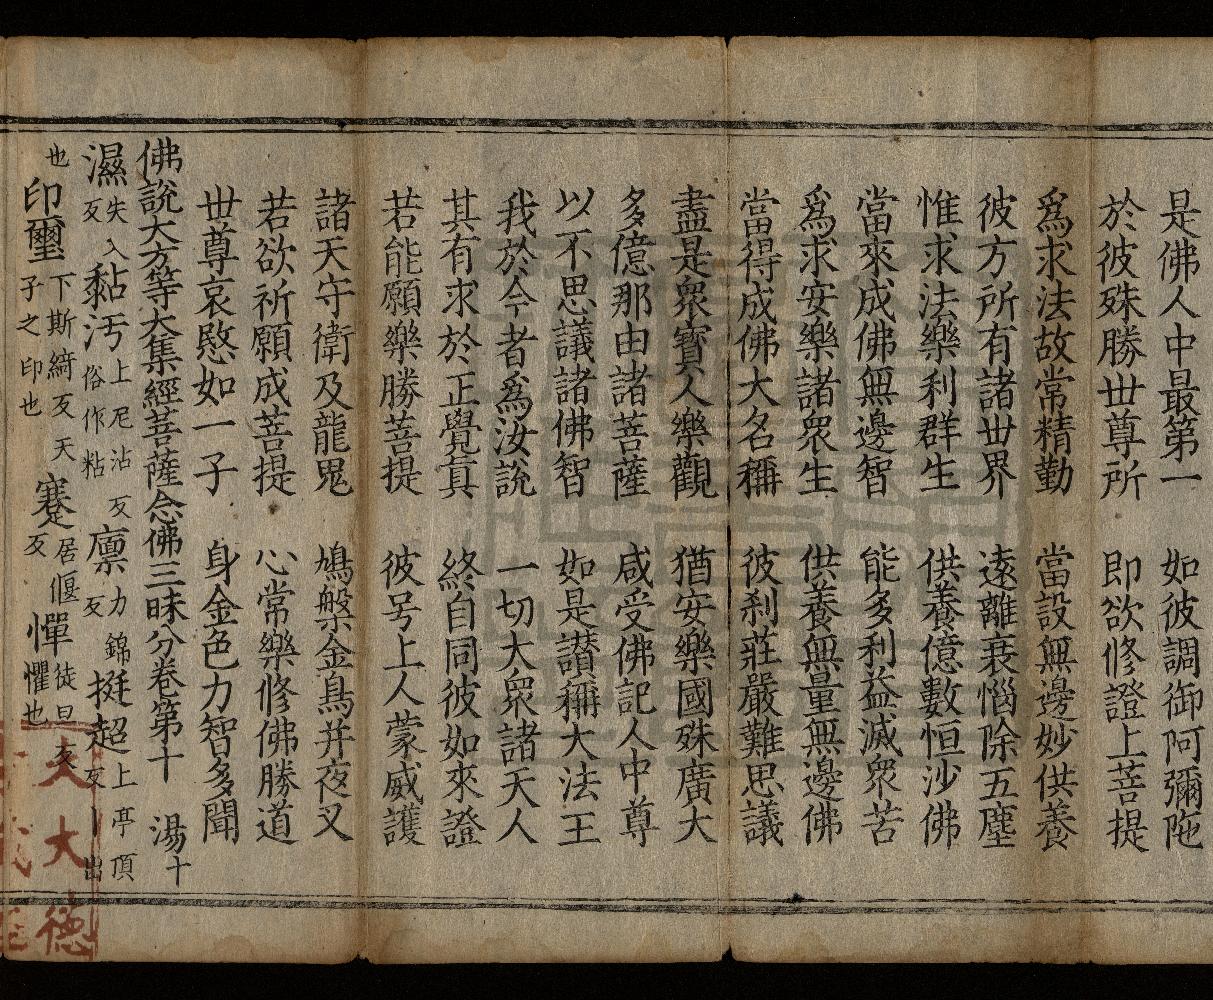 是佛人中最第一　如彼調御阿彌陁
於彼殊勝丗尊所　即欲修證上菩提
爲求法故常精勤　當設無邊妙供養
彼方所有諸丗界　遠離衰惱除五塵
惟求法樂利群生　供養億數恒沙佛
當來成佛無邊智　能多利益滅衆苦
爲求安樂諸衆生　供養無量無邊佛
當得成佛大名稱　彼刹莊嚴難思議
盡是衆寶人樂觀　猶安樂國殊廣大
多億那由諸菩薩　咸受佛記人中尊
以不思議諸佛智　如是讃稱大法王
我於今者爲汝說　一切大衆諸天人
其有求於正覺真　終自同彼如來證
若能願樂勝菩提　彼号上人蒙威護
諸天守衛及龍鬼　鳩槃金鳥并夜叉
若欲祈願成菩提　心常樂修佛勝道
丗尊哀愍如一子　身金色力智多聞
佛說大方等大集經菩薩念佛三昧分卷第十　湯十
濕失入反 黏汚上尼沾反俗作粘 廪力錦反 挺超上亭頂反丨出
也 印璽下斯綺反天子之印也 蹇居偃反 憚徒旦反懼也
大大德